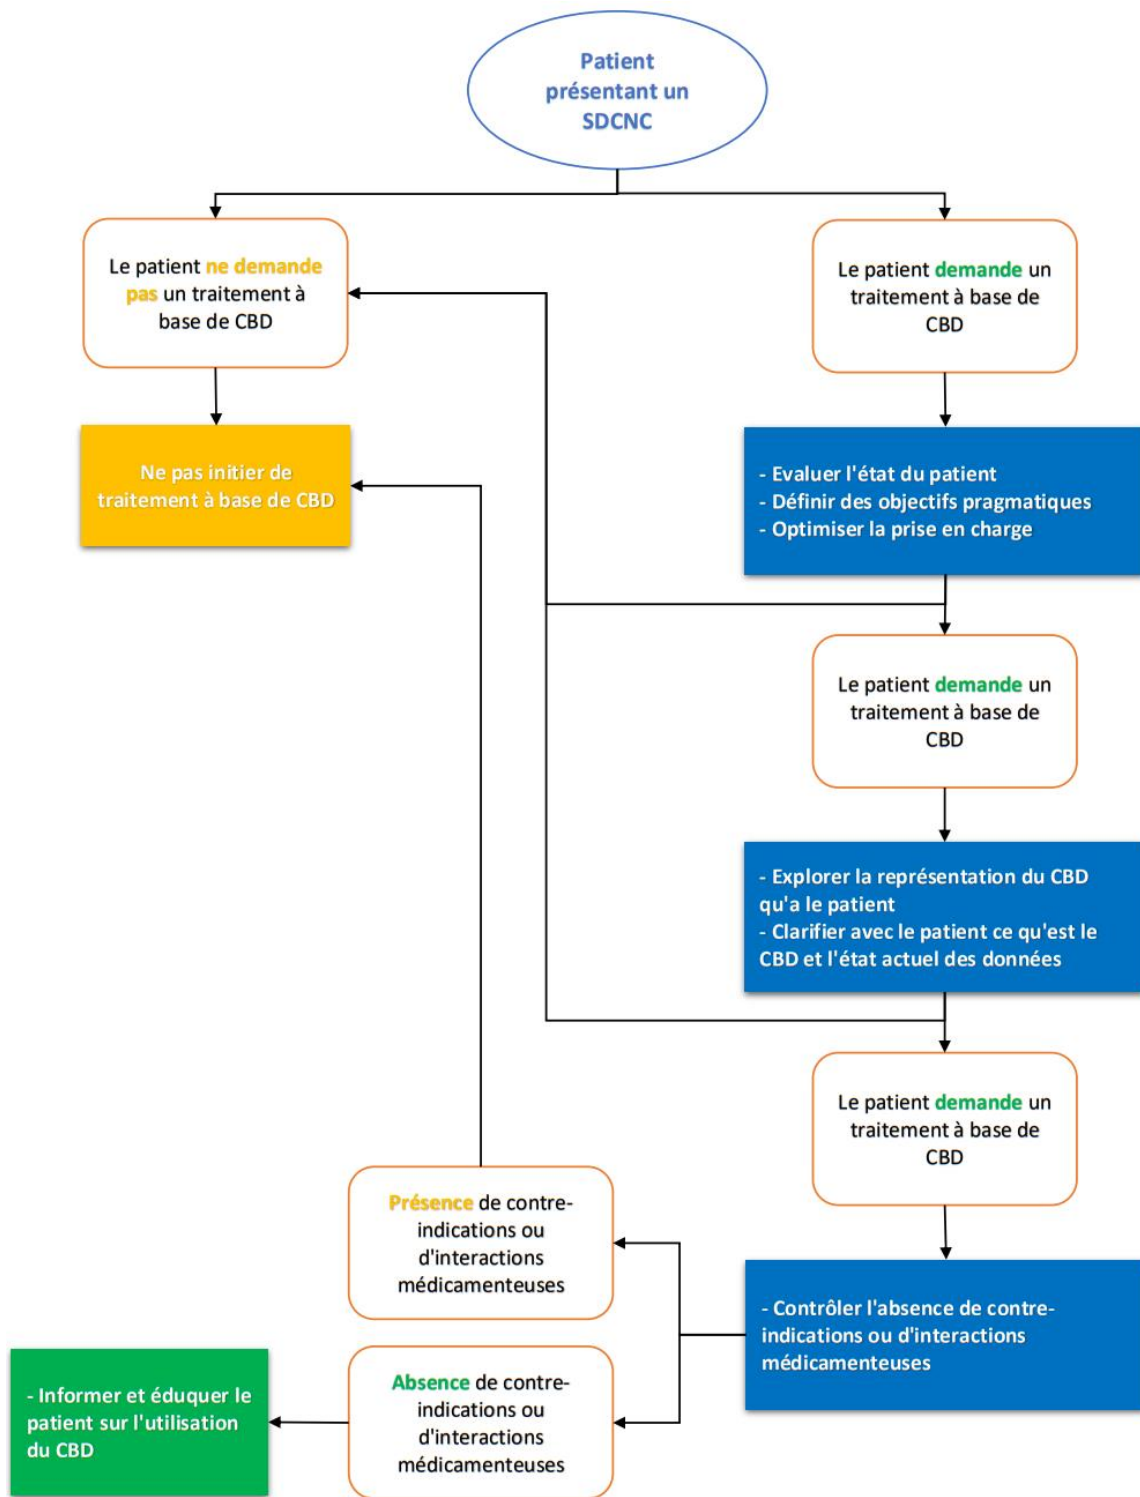 Patient
présentant un
SDCNC
Le patient ne demande
pas un traitement à
base de CBD
Le patient demande un
traitement à base de
CBD
Ne pas initier de
traitement à base de CBD
- Evaluer l'état du patient
- Définir des objectifs pragmatiques
- Optimiser la prise en charge
Le patient demande un
traitement à base de
CBD
- Explorer la représentation du CBD
qu'a le patient
- Clarifier avec le patient ce qu'est le
CBD et l'état actuel des données
Le patient demande un
traitement à base de
CBD
Présence de contre-
indications ou
d'interactions
médicamenteuses
- Contrôler l'absence de contre-
indications ou d'interactions
médicamenteuses
Absence de contre-
indications ou
d'interactions
médicamenteuses
- Informer et éduquer le
patient sur l'utilisation
du CBD